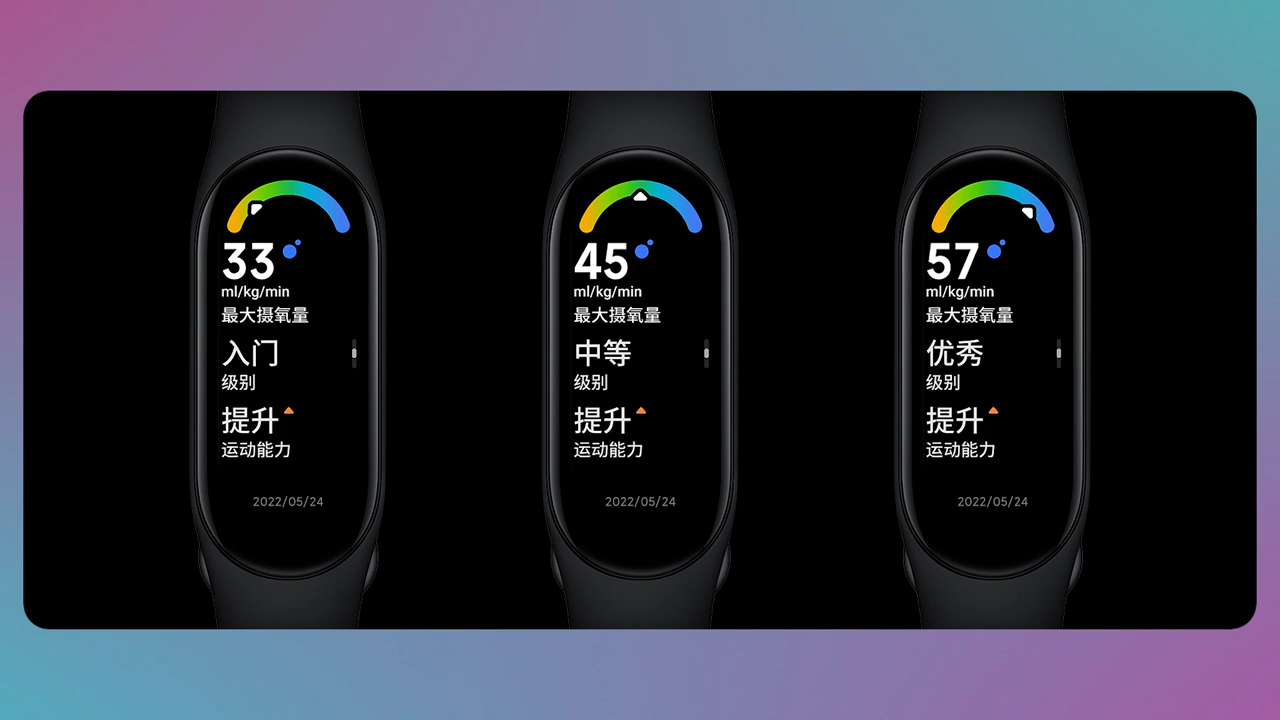 33
ml/kg/min
最大摄氧量
入门
级别
提升
运动能力
2022/05/24
45
ml/kg/min
最大摄氧量
中等
级别
提升
运动能力
2022/05/24
57
ml/kg/min
最大摄氧量
优秀
级别
提升
运动能力
2022/05/24